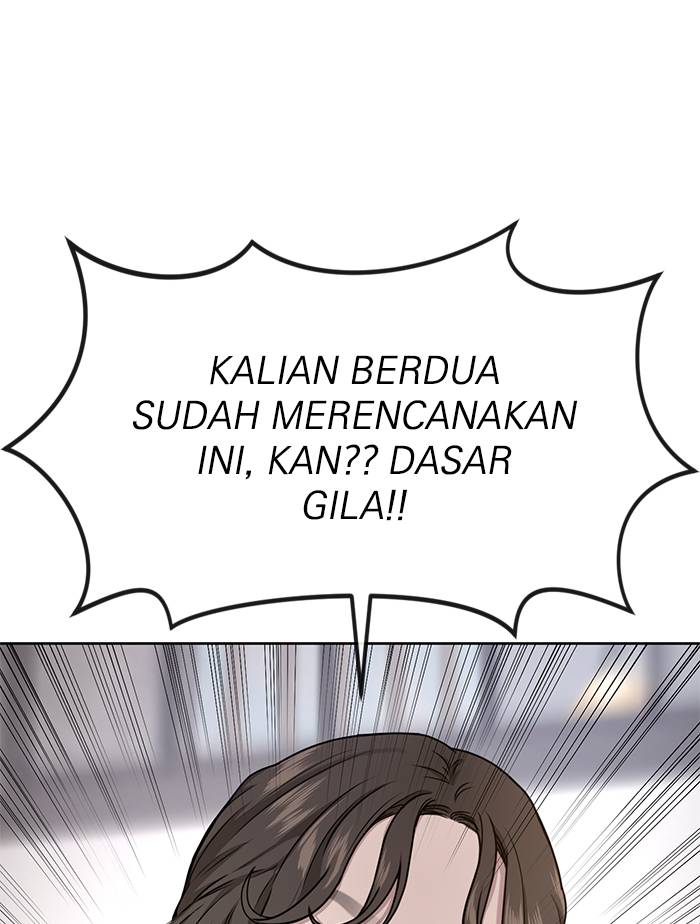 KALIAN BERDUA
SUDAH MERENCANAKAN
INI, KAN?? DASAR
GILA!!